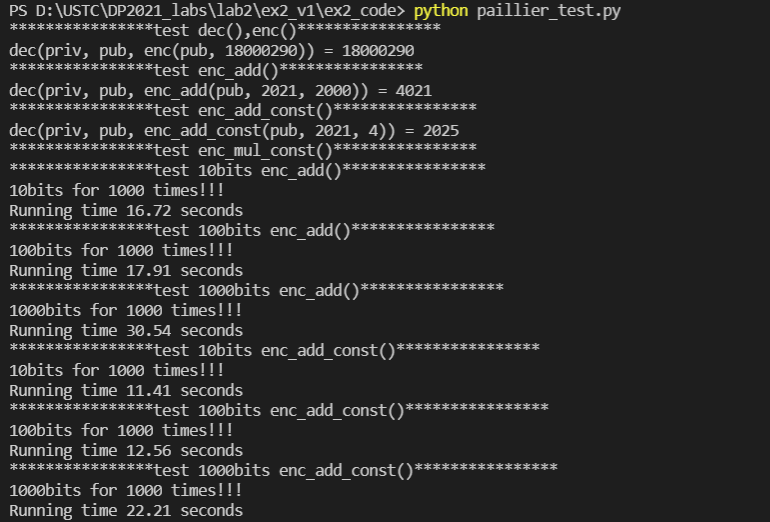 PS D:\USTC\DP2021_labs\lab2\ex2_v1\ex2_code> python paillier_test.py
****************test dec(),enc()****************
dec(priv, pub, enc(pub, 18000290)) = 18000290
****************test enc_add()****************
dec(priv, pub, enc_add(pub, 2021, 2000)) = 4021
****************test enc_add_const()****************
dec(priv, pub, enc_add_const(pub, 2021, 4)) = 2025
****************test enc_mul_const()****************
****************test 10bits enc_add()****************
10bits for 1000 times!!!
Running time 16.72 seconds
****************test 100bits enc_add()****************
100bits for 1000 times!!!
Running time 17.91 seconds
****************test 1000bits enc_add()****************
1000bits for 1000 times!!!
Running time 30.54 seconds
****************test 10bits enc_add_const()****************
10bits for 1000 times!!!
Running time 11.41 seconds
****************test 100bits enc_add_const()****************
100bits for 1000 times!!!
Running time 12.56 seconds
****************test 1000bits enc_add_const()****************
1000bits for 1000 times!!!
Running time 22.21 seconds